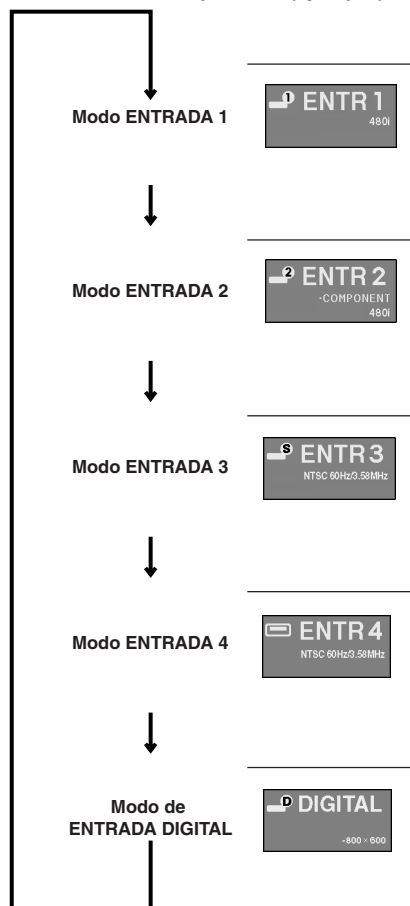 Modo ENTRADA 1
1 ENTR 1
480i
Modo ENTRADA 2
2 ENTR 2
-COMPONENT
480i
Modo ENTRADA 3
S ENTR 3
NTSC 60Hz/3.58MHz
Modo ENTRADA 4
ENTR 4
NTSC 60Hz/3.58MHz
Modo de
ENTRADA DIGITAL
D DIGITAL
-800 × 600